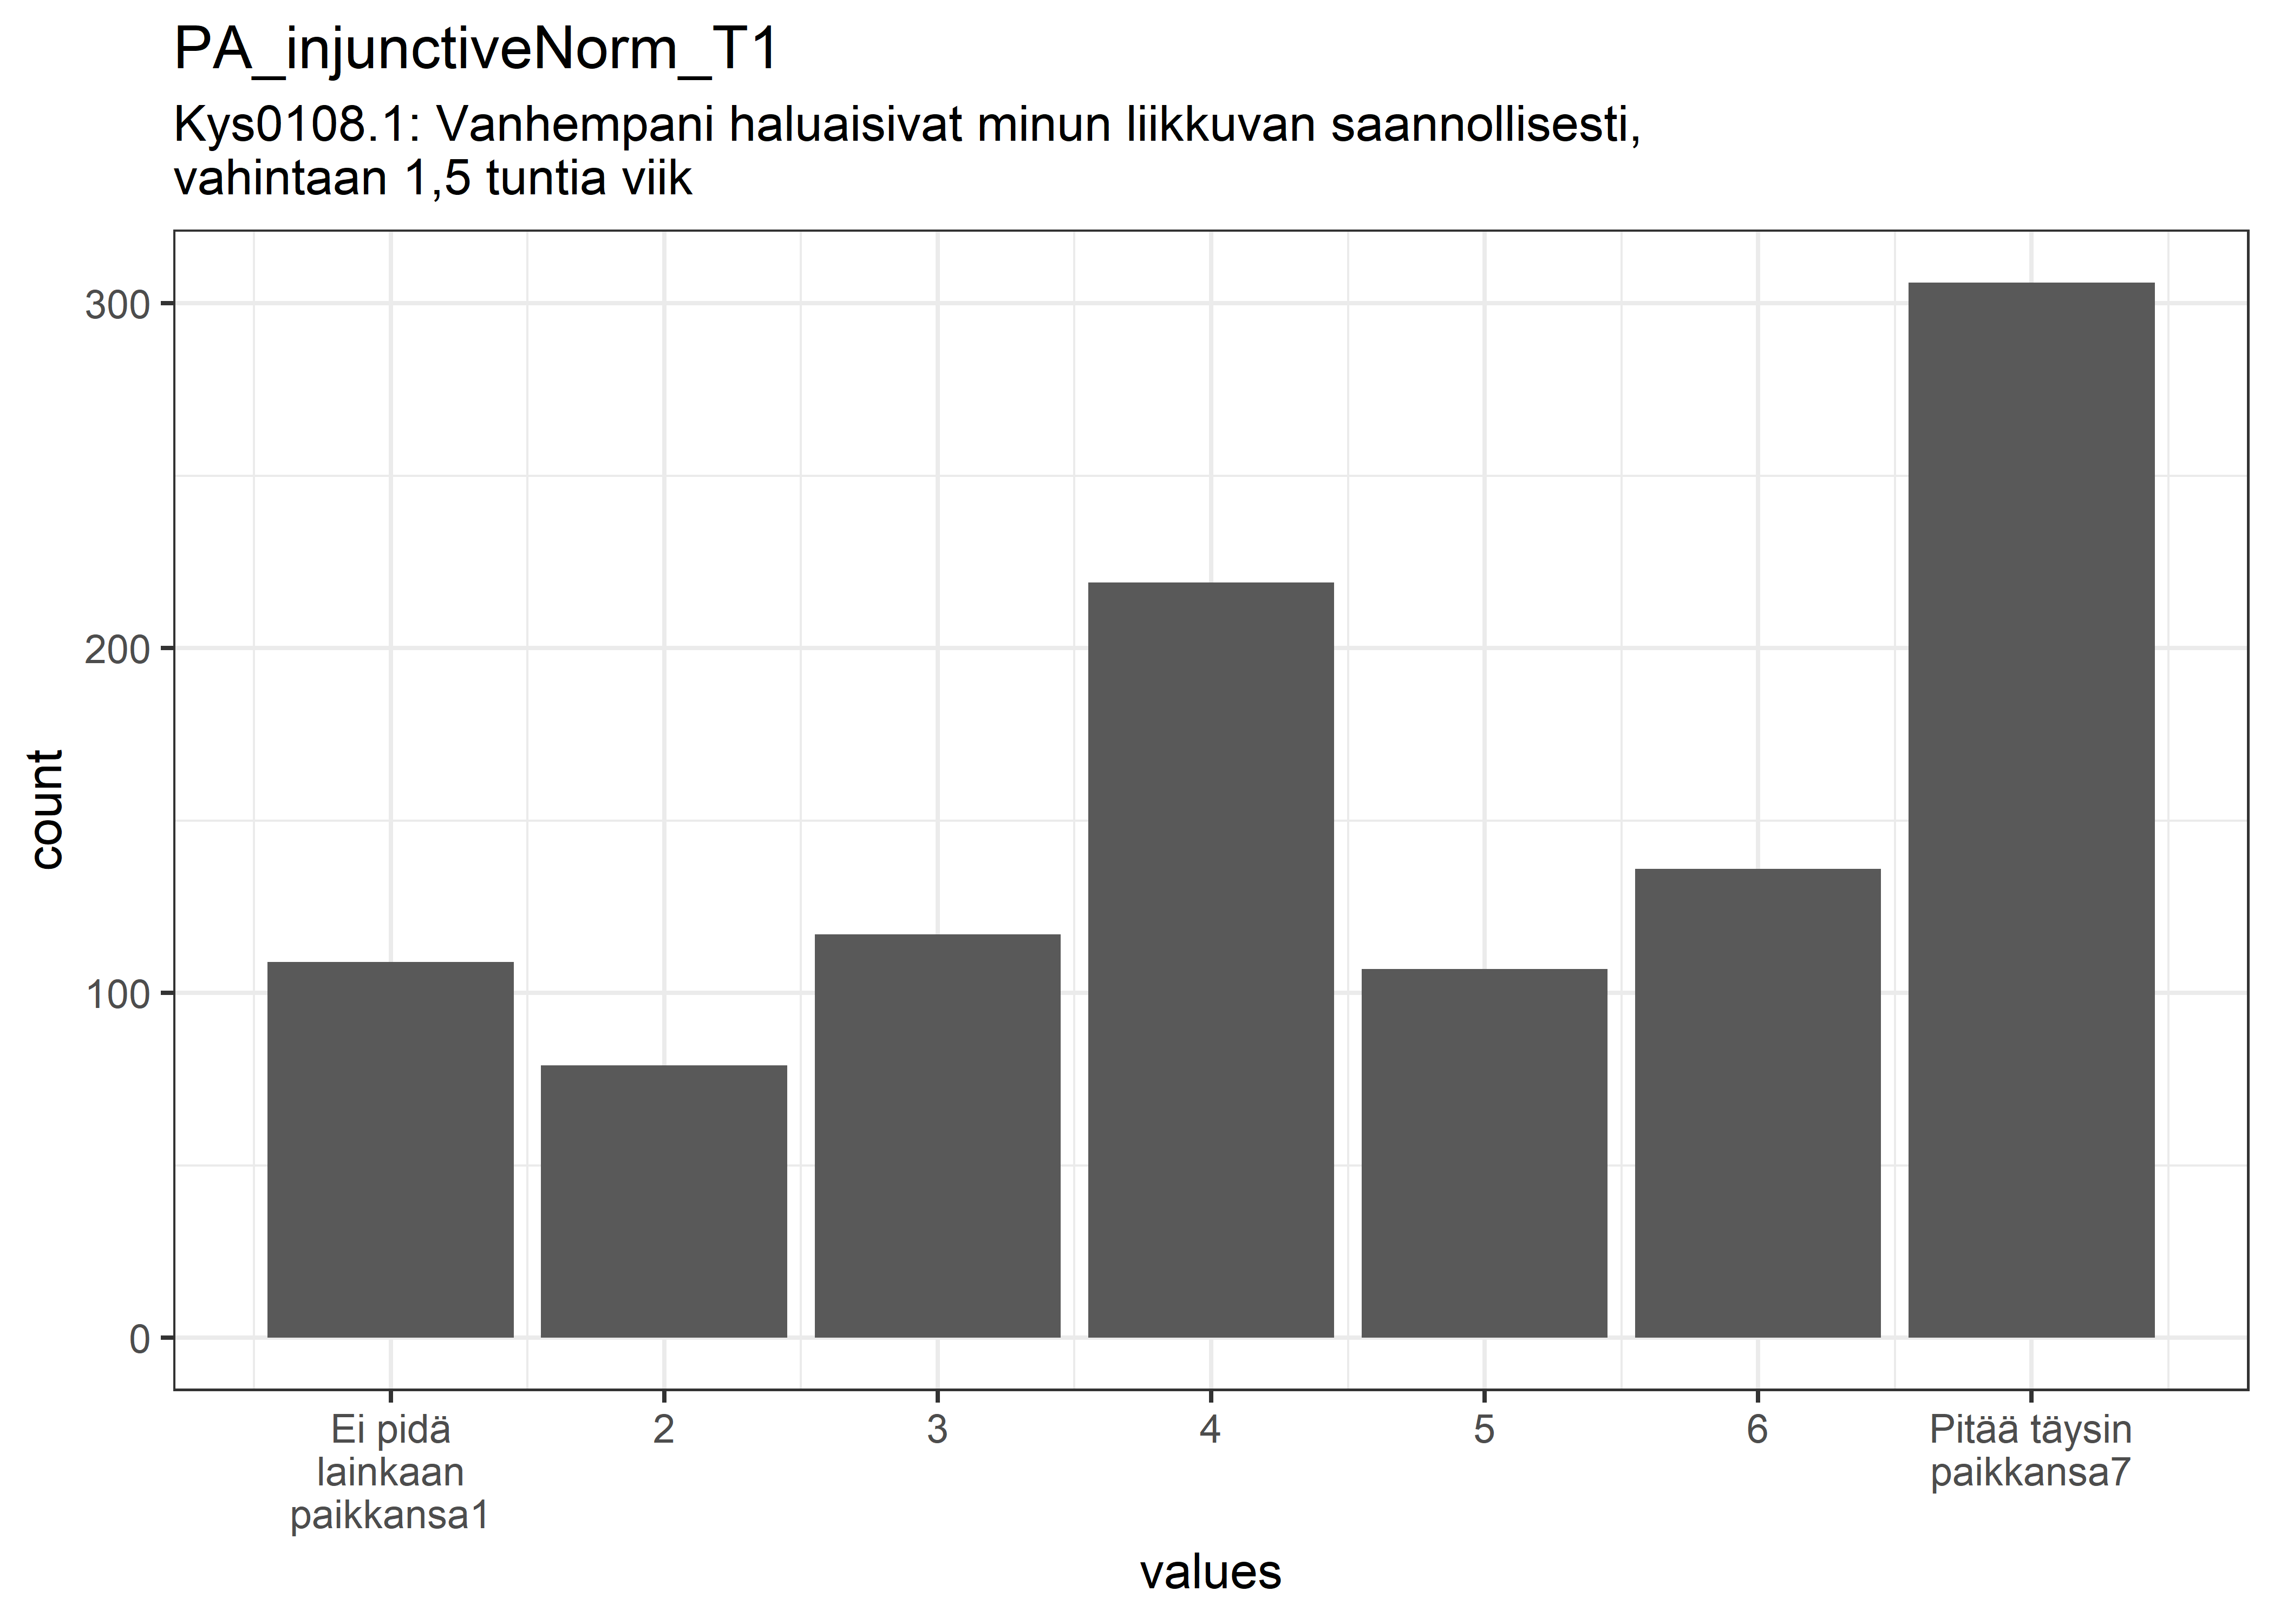 PA_injunctiveNorm_T1
Kys0108.1: Vanhempani haluaisivat minun liikkuvan saannollisesti,
vahintaan 1,5 tuntia viik
300
200
100
0
count
Ei pidä
lainkaan
paikkansa1
2
3
4
5
6
Pitää täysin
paikkansa7
values